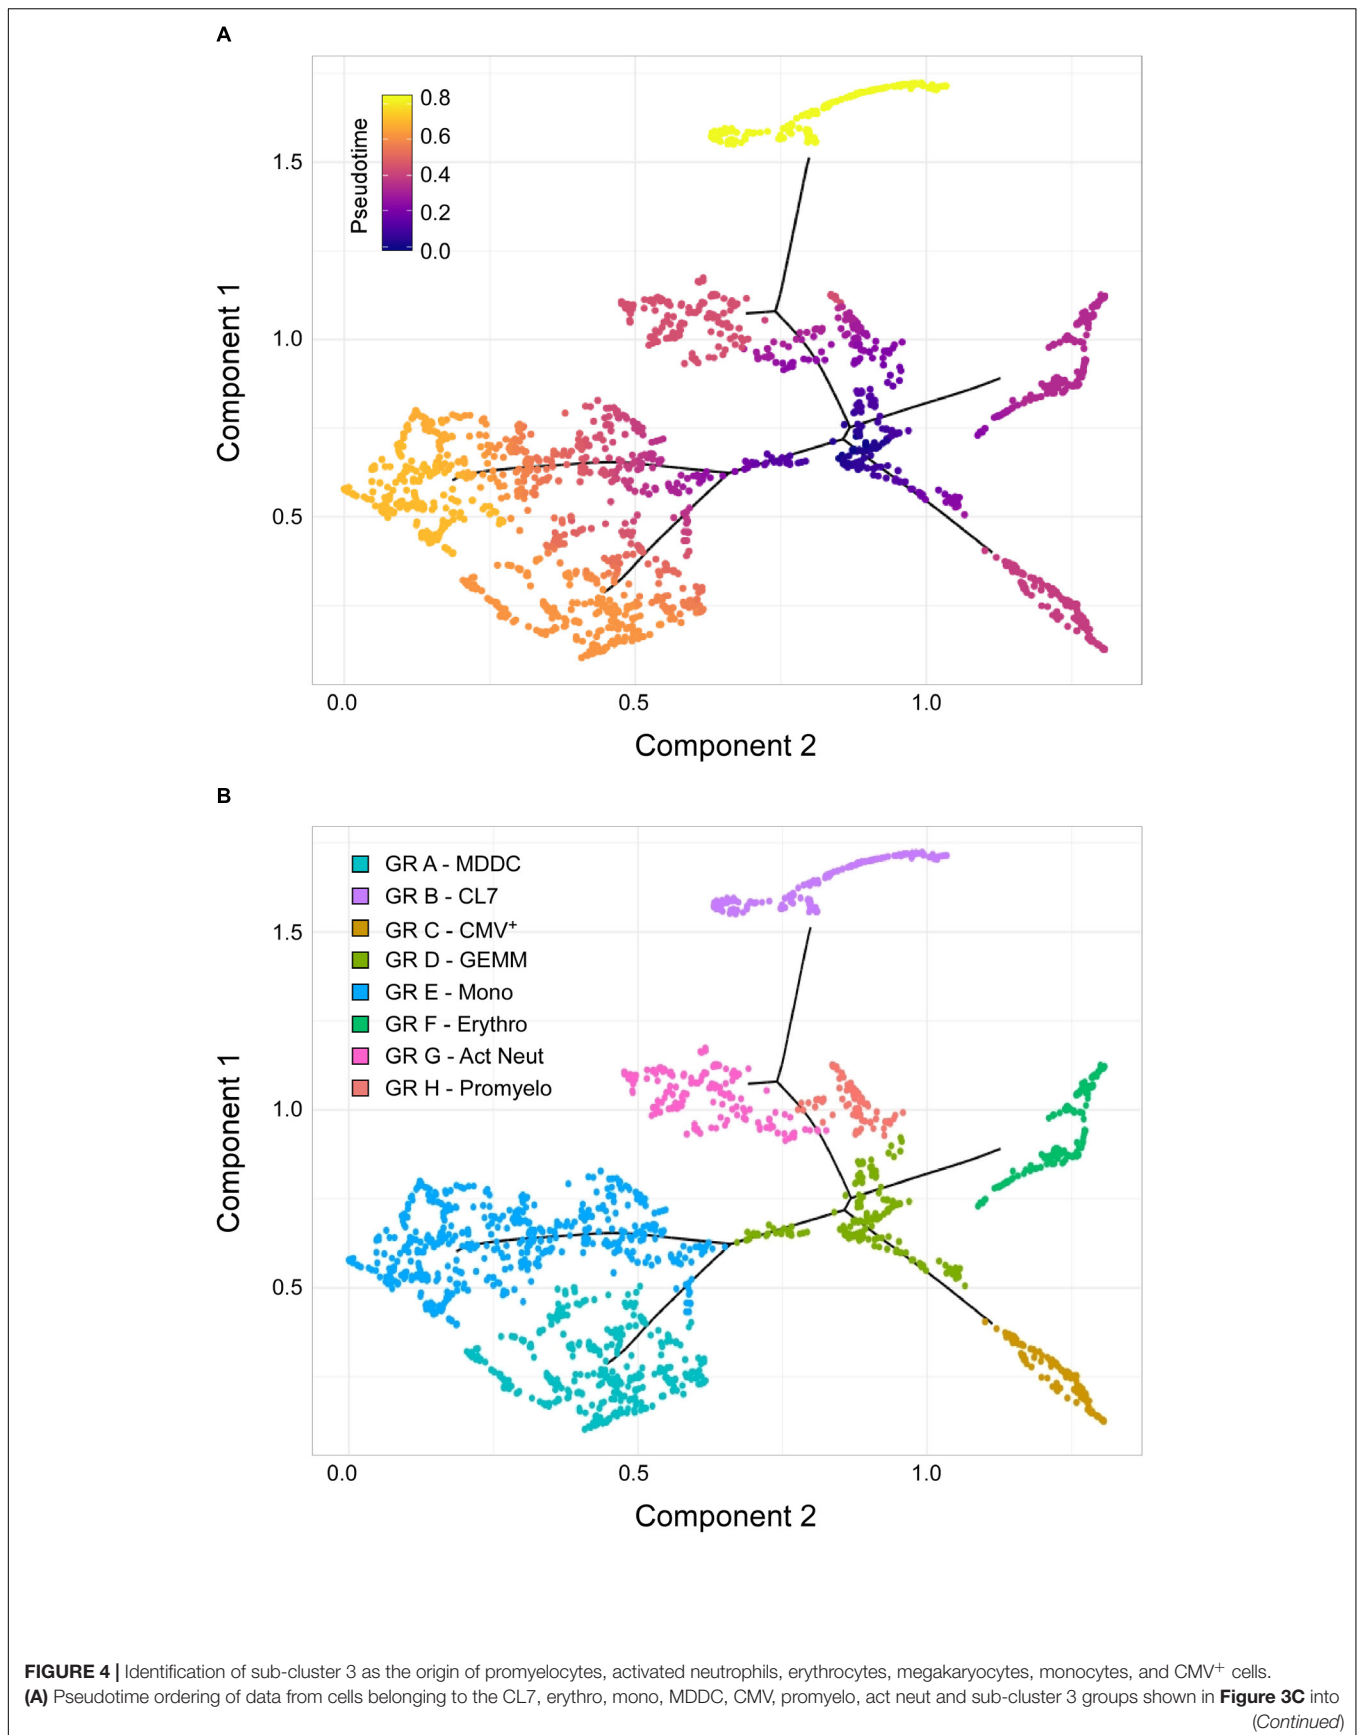 A
Pseudotime
0.8
0.6
0.4
0.2
0.0
Component 1
1.5
1.0
0.5
0.0 0.5 1.0
Component 2
B
GR A - MDDC
GR B - CL7
GR C - CMV⁺
GR D - GEMM
GR E - Mono
GR F - Erythro
GR G - Act Neut
GR H - Promyelo
Component 1
1.5
1.0
0.5
0.0 0.5 1.0
Component 2
FIGURE 4 | Identification of sub-cluster 3 as the origin of promyelocytes, activated neutrophils, erythrocytes, megakaryocytes, monocytes, and CMV⁺ cells.
(A) Pseudotime ordering of data from cells belonging to the CL7, erythro, mono, MDDC, CMV, promyelo, act neut and sub-cluster 3 groups shown in Figure 3C into
(Continued)